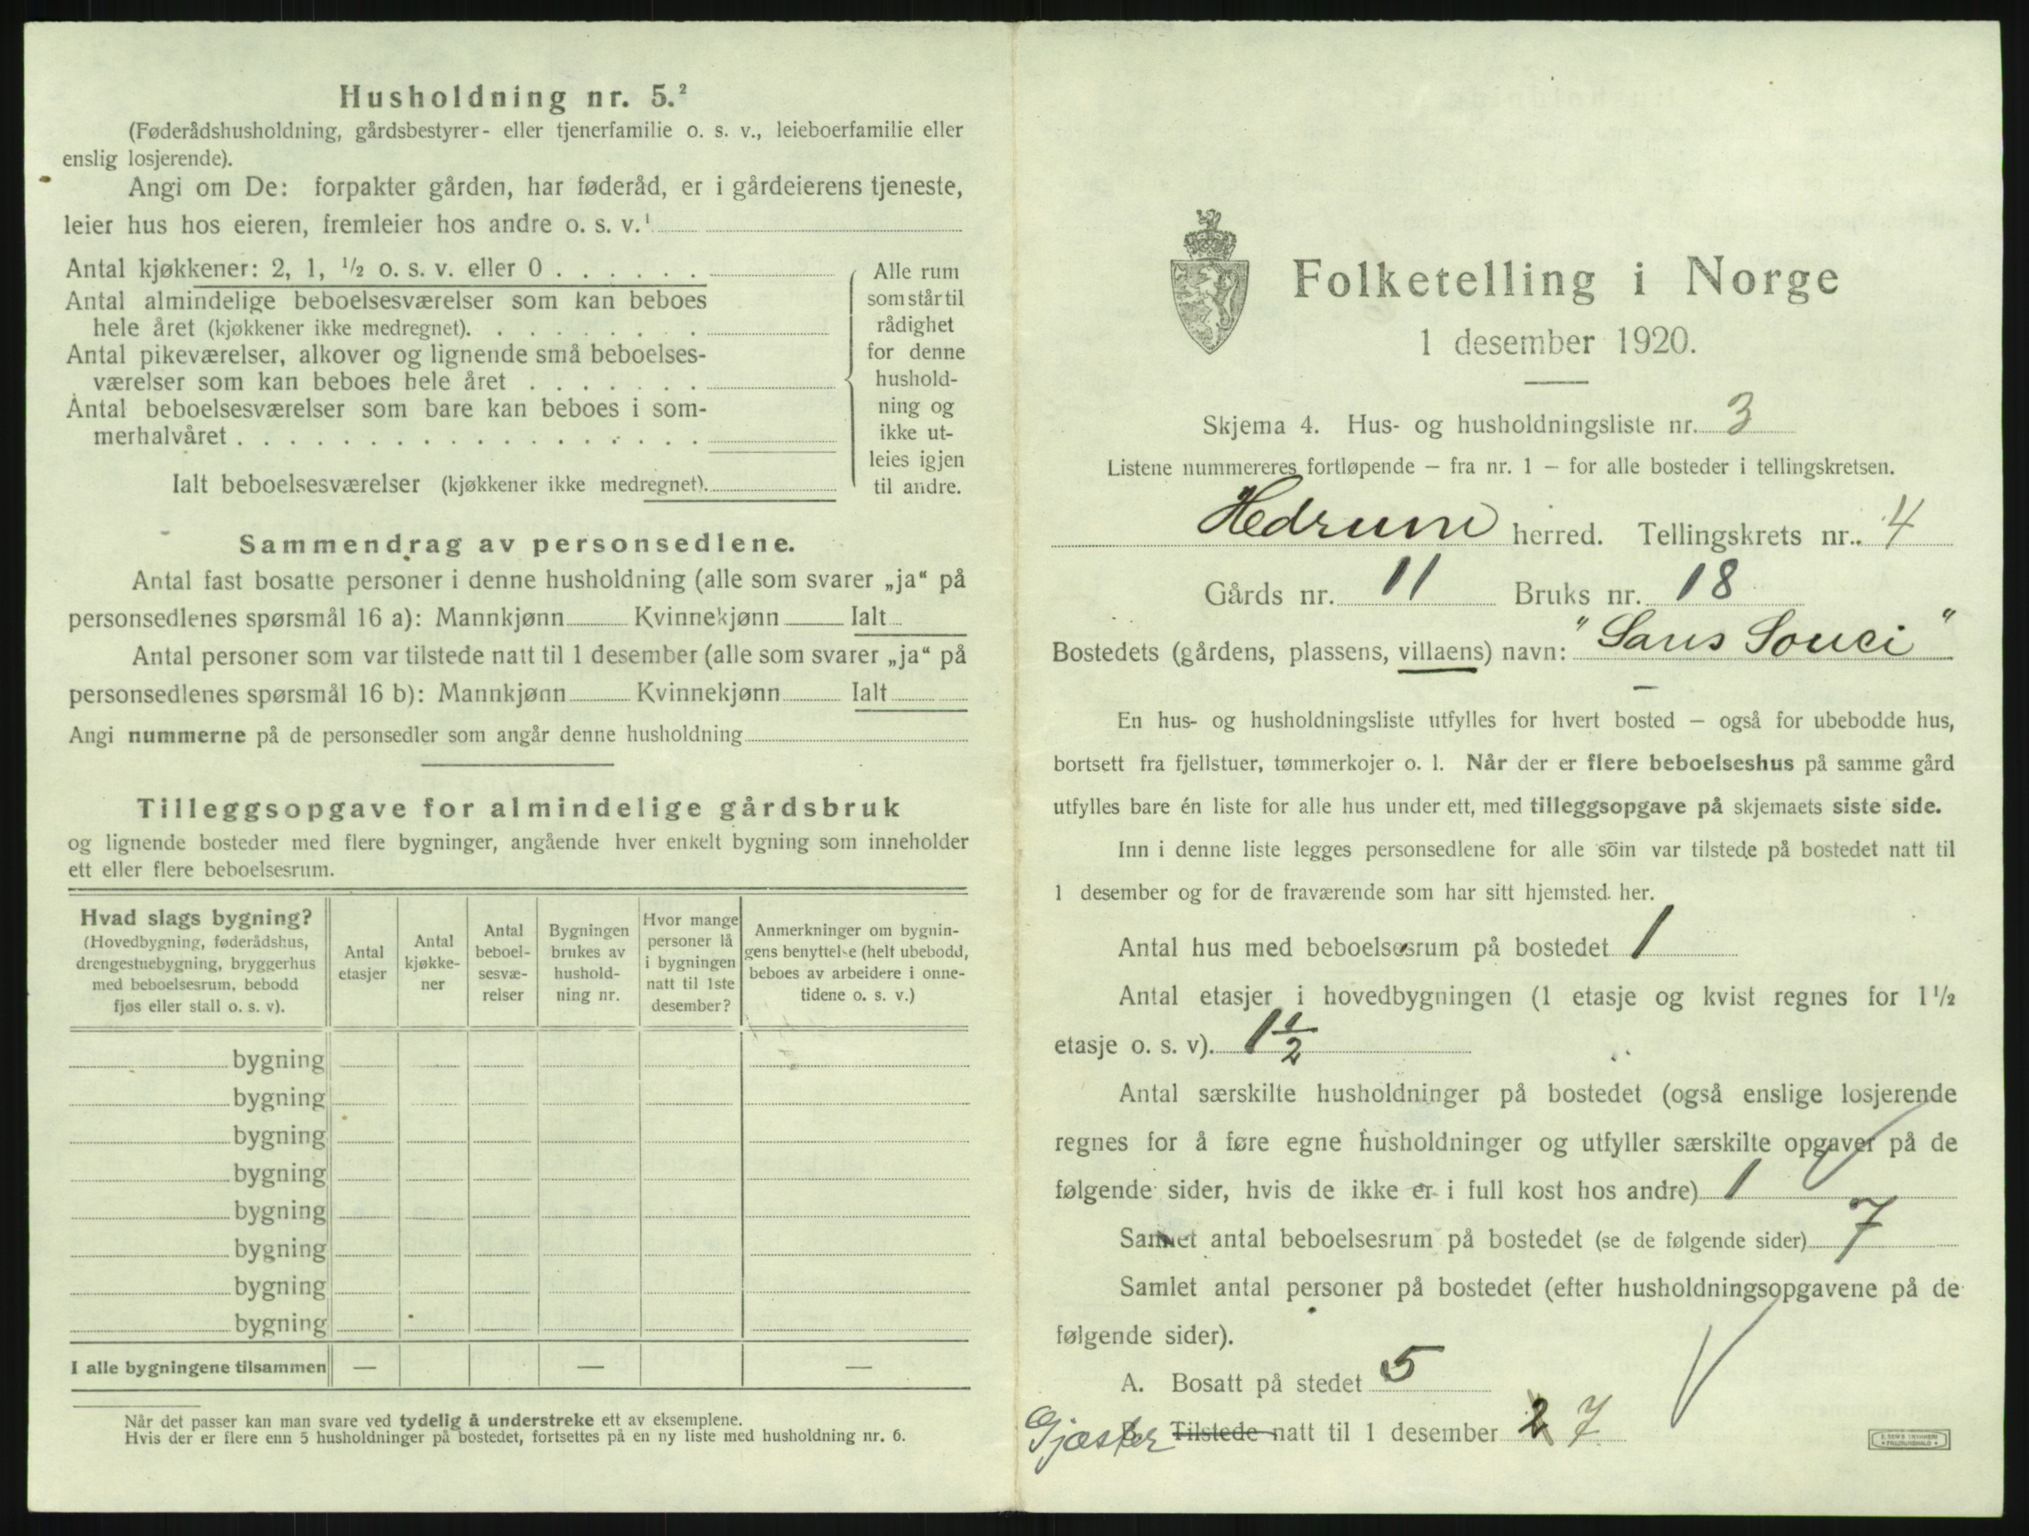 Husholdning nr. 5.²
(Føderådshusholdning, gårdsbestyrer- eller tjenerfamilie o. s. v., leieboerfamilie eller
enslig losjerende).
Angi om De: forpakter gården, har føderåd, er i gårdeierens tjeneste,
leier hus hos eieren, fremleier hos andre o. s. v.¹
Antal kjøkkener: 2, 1, ½ o. s. v. eller 0 . . . . . .
Antal almindelige beboelsesværelser som kan beboes
hele året (kjøkkener ikke medregnet). . . . . . . . .
Antal pikeværelser, alkover og lignende små beboelses-
værelser som kan beboes hele året . . . . . . .
Antal beboelsesværelser som bare kan beboes i som-
merhalvåret . . . . . . . . . . . . . . . . . .
Ialt beboelsesværelser (kjøkkener ikke medregnet).
Alle rum
som står til
rådighet
for denne
hushold-
ning og
ikke ut-
leies igjen
til andre.
Sammendrag av personsedlene.
Antal fast bosatte personer i denne husholdning (alle som svarer „ja“ på
personsedlenes spørsmål 16 a): Mannkjønn Kvinnekjønn Ialt
Antal personer som var tilstede natt til 1 desember (alle som svarer „ja“ på
personsedlenes spørsmål 16 b): Mannkjønn Kvinnekjønn Ialt
Angi nummerne på de personsedler som angår denne husholdning
Tilleggsopgave for almindelige gårdsbruk
og lignende bosteder med flere bygninger, angående hver enkelt bygning som inneholder
ett eller flere beboelsesrum.
Hvad slags bygning?
(Hovedbygning, føderådshus,
drengestuebygning, bryggerhus
med beboelsesrum, bebodd
fjøs eller stall o. s. v).
Antal
etasjer
Antal
kjøkke-
ner
Antal
beboel-
sesvæ-
relser
Bygningen
brukes av
hushold-
ning nr.
Hvor mange
personer lå
i bygningen
natt til 1ste
desember?
Anmerkninger om bygnin-
gens benyttelse (helt ubebodd,
beboes av arbeidere i onne-
tidene o. s. v.)
bygning
bygning
bygning
bygning
bygning
bygning
bygning
bygning
I alle bygningene tilsammen — — —
Når det passer kan man svare ved tydelig å understreke ett av eksemplene.
Hvis der er flere enn 5 husholdninger på bostedet, fortsettes på en ny liste med husholdning nr. 6.
Folketelling i Norge
1 desember 1920.
Skjema 4. Hus- og husholdningsliste nr. 3
Listene nummereres fortløpende – fra nr. 1 – for alle bosteder i tellingskretsen.
Hedrum herred. Tellingskrets nr. 4
Gårds nr. 11 Bruks nr. 18
Bostedets (gårdens, plassens, villaens) navn: "Sans Souci"
En hus- og husholdningsliste utfylles for hvert bosted – også for ubebodde hus,
bortsett fra fjellstuer, tømmerkojer o. l. Når der er flere beboelseshus på samme gård
utfylles bare én liste for alle hus under ett, med tilleggsopgave på skjemaets siste side.
Inn i denne liste legges personsedlene for alle som var tilstede på bostedet natt til
1 desember og for de fraværende som har sitt hjemsted her.
Antal hus med beboelsesrum på bostedet 1
Antal etasjer i hovedbygningen (1 etasje og kvist regnes for 1½
etasje o. s. v). 1½
Antal særskilte husholdninger på bostedet (også enslige losjerende
regnes for å føre egne husholdninger og utfyller særskilte opgaver på de
følgende sider, hvis de ikke er i full kost hos andre) 1
Samlet antal beboelsesrum på bostedet (se de følgende sider) 7
Samlet antal personer på bostedet (efter husholdningsopgavene på de
følgende sider).
A. Bosatt på stedet 5
Gjæster B. Tilstede natt til 1 desember 2 7